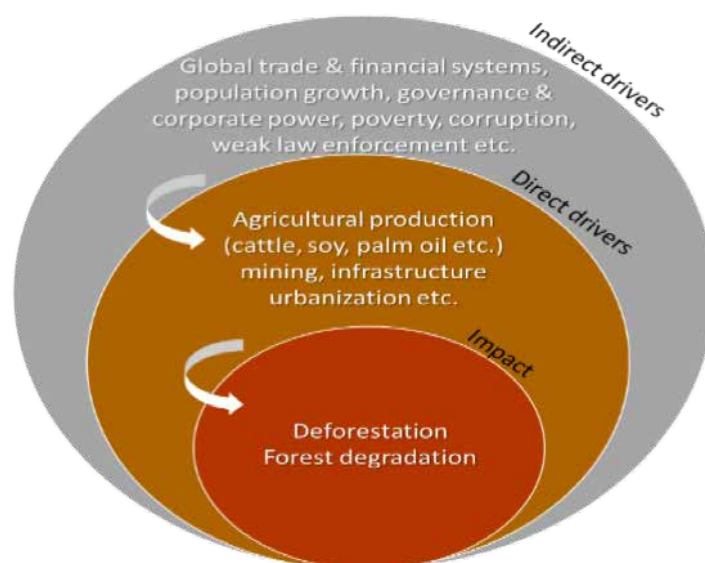 Indirect drivers
Global trade & financial systems,
population growth, governance &
corporate power, poverty, corruption,
weak law enforcement etc.
Direct drivers
Agricultural production
(cattle, soy, palm oil etc.)
mining, infrastructure
urbanization etc.
Impact
Deforestation
Forest degradation